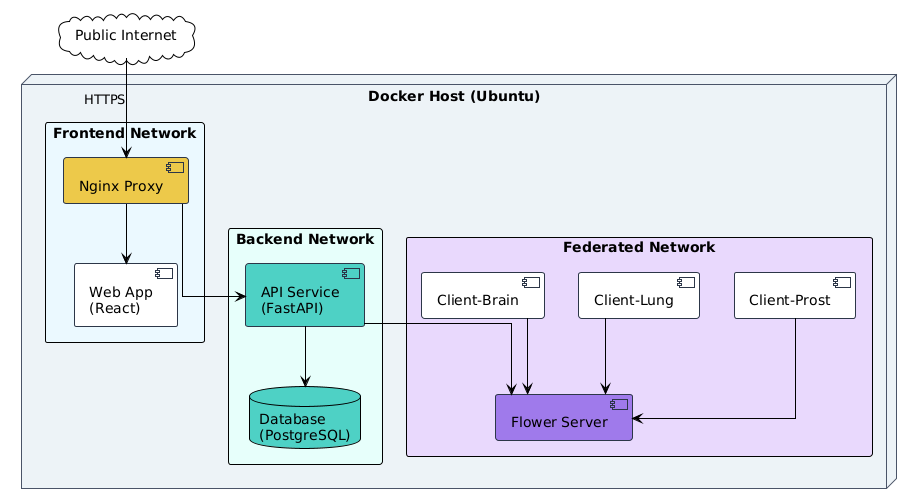 Public Internet
HTTPS
Docker Host (Ubuntu)
Frontend Network
Nginx Proxy
Web App
(React)
Backend Network
API Service
(FastAPI)
Database
(PostgreSQL)
Federated Network
Client-Brain
Client-Lung
Client-Prost
Flower Server